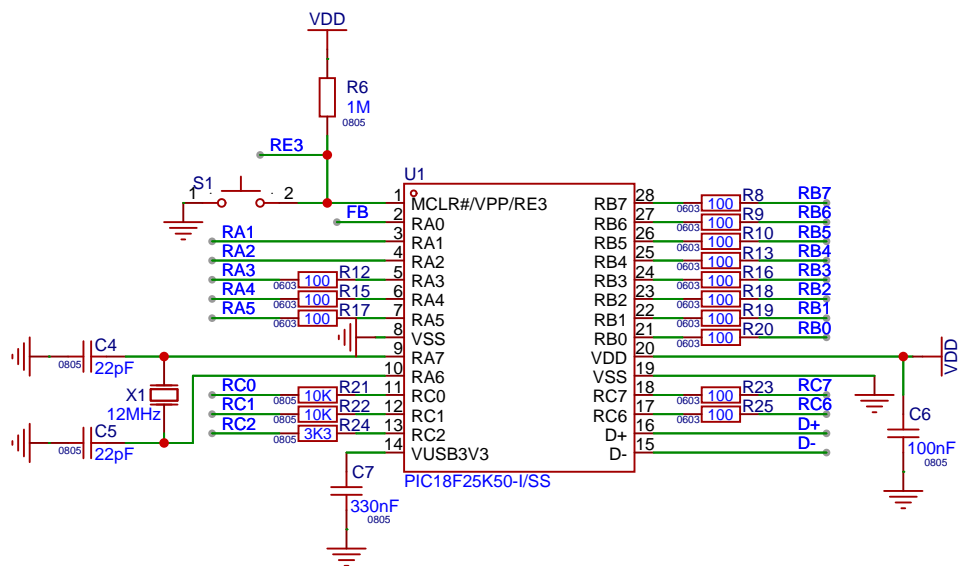 VDD
R6
1M
0805
RE3
S1
1
2
U1
FB
RA1
RA2
RA3
0603
100
R12
RA4
0603
100
R15
RA5
0603
100
R17
1
MCLR#/VPP/RE3
2
RA0
3
RA1
4
RA2
5
RA3
6
RA4
7
RA5
8
VSS
9
RA7
10
RA6
11
RC0
12
RC1
13
RC2
14
VUSB3V3
28
RB7
27
RB6
26
RB5
25
RB4
24
RB3
23
RB2
22
RB1
21
RB0
20
VDD
19
VSS
18
RC7
17
RC6
16
D+
15
D-
PIC18F25K50-I/SS
0603
100
R8
RB7
0603
100
R9
RB6
0603
100
R10
RB5
0603
100
R13
RB4
0603
100
R16
RB3
0603
100
R18
RB2
0603
100
R19
RB1
0603
100
R20
RB0
VDD
0603
100
R23
RC7
0603
100
R25
RC6
D+
D-
C6
100nF
0805
C4
0805
22pF
X1
12MHz
C5
0805
22pF
RC0
0805
10K
R21
RC1
0805
10K
R22
RC2
0805
3K3
R24
C7
330nF
0805